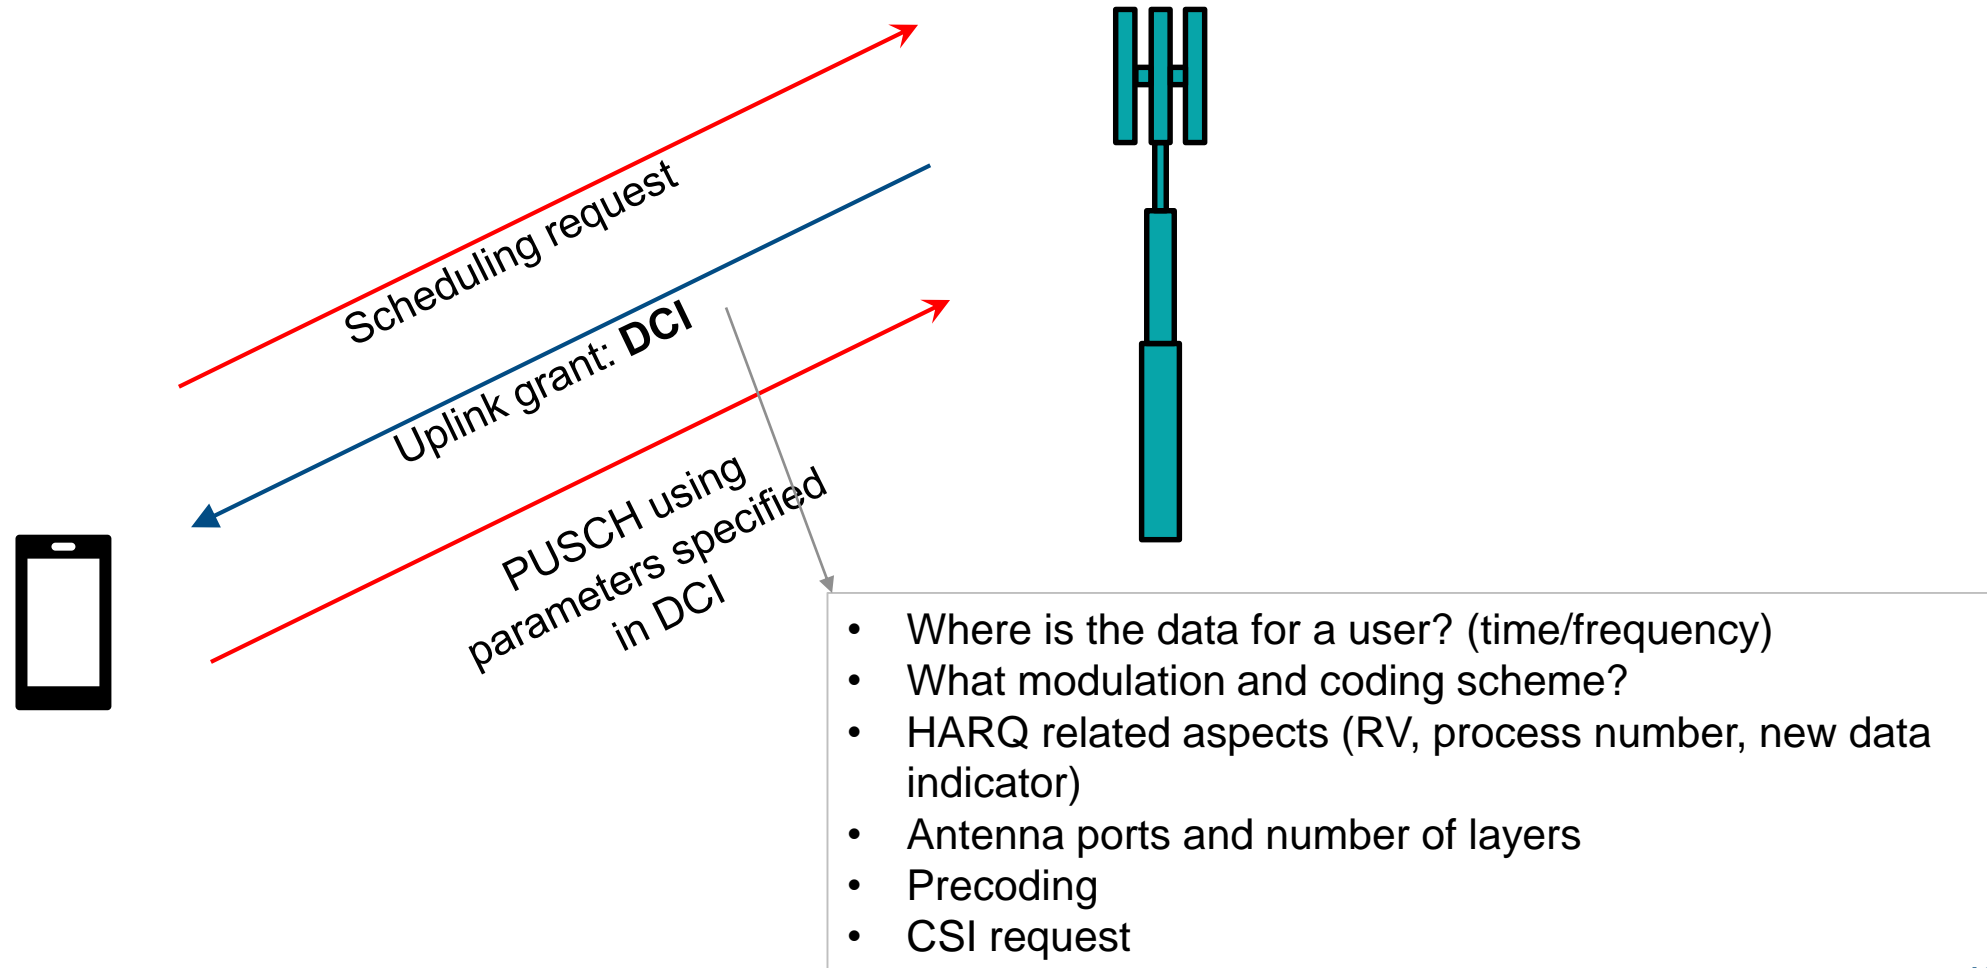 Scheduling request
Uplink grant: DCI
PUSCH using
parameters specified
in DCI
• Where is the data for a user? (time/frequency)
• What modulation and coding scheme?
• HARQ related aspects (RV, process number, new data
indicator)
• Antenna ports and number of layers
• Precoding
• CSI request